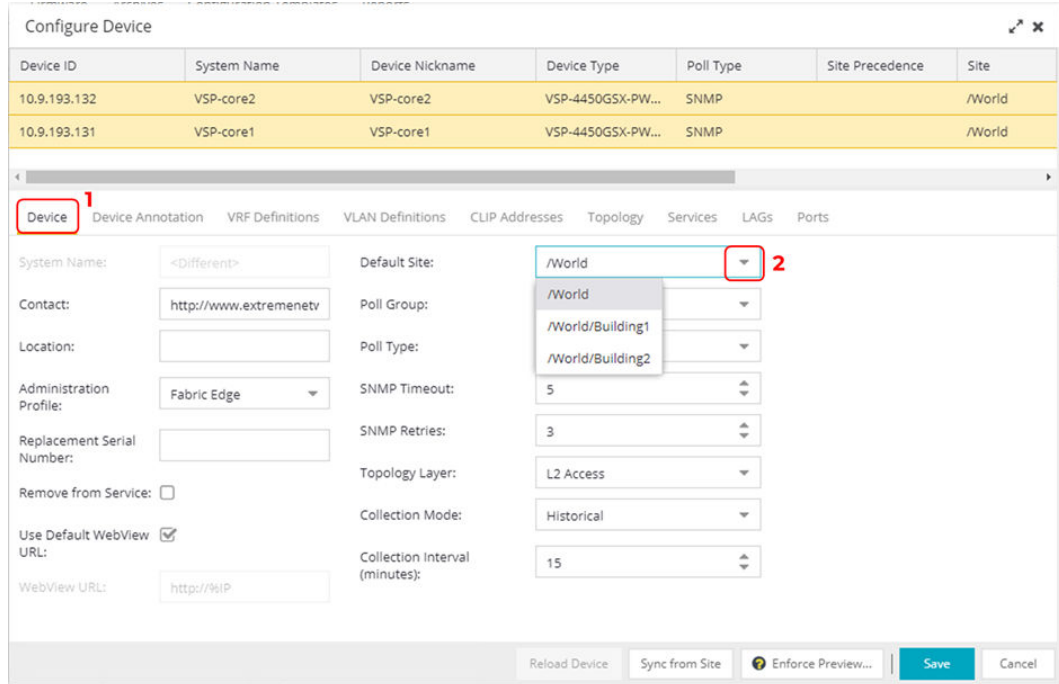 Firmware Archives Configuration Templates Reports
Configure Device
Device ID System Name Device Nickname Device Type Poll Type Site Precedence Site
10.9.193.132 VSP-core2 VSP-core2 VSP-4450GSX-PW... SNMP /World
10.9.193.131 VSP-core1 VSP-core1 VSP-4450GSX-PW... SNMP /World
1
Device Device Annotation VRF Definitions VLAN Definitions CLIP Addresses Topology Services LAGs Ports
System Name: <Different> Default Site: /World 2
/World
Contact: http://www.extremenetv Poll Group:
/World/Building1
Location: Poll Type:
/World/Building2
Administration
Profile: Fabric Edge SNMP Timeout: 5
Replacement Serial
Number: SNMP Retries: 3
Topology Layer: L2 Access
Remove from Service:
Collection Mode: Historical
Use Default WebView
URL:
Collection Interval
(minutes): 15
WebView URL: http://%IP
Reload Device Sync from Site Enforce Preview... Save Cancel